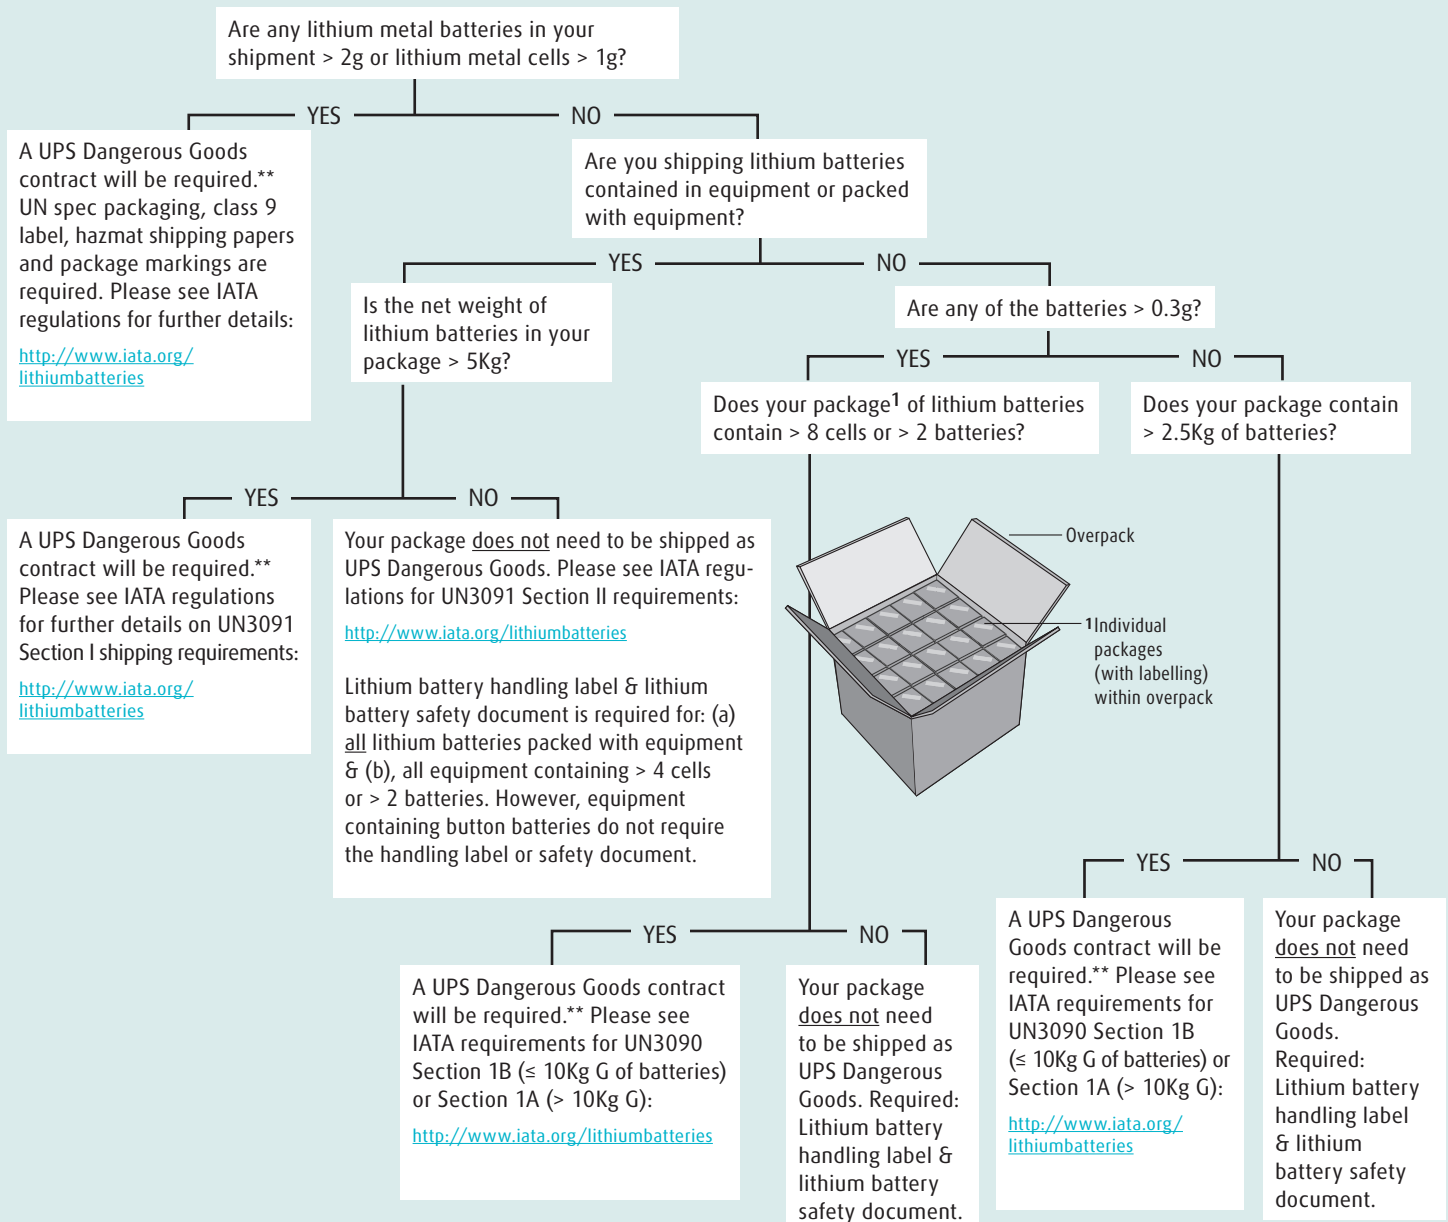 Are any lithium metal batteries in your
shipment > 2g or lithium metal cells > 1g?
YES
NO
A UPS Dangerous Goods
contract will be required.**
UN spec packaging, class 9
label, hazmat shipping papers
and package markings are
required. Please see IATA
regulations for further details:
http://www.iata.org/
lithiumbatteries
Are you shipping lithium batteries
contained in equipment or packed
with equipment?
YES
NO
Is the net weight of
lithium batteries in your
package > 5Kg?
Are any of the batteries > 0.3g?
YES
NO
Does your package1 of lithium batteries
contain > 8 cells or > 2 batteries?
Does your package contain
> 2.5Kg of batteries?
YES
NO
A UPS Dangerous Goods
contract will be required.**
Please see IATA regulations
for further details on UN3091
Section I shipping requirements:
http://www.iata.org/
lithiumbatteries
Your package does not need to be shipped as
UPS Dangerous Goods. Please see IATA regu-
lations for UN3091 Section II requirements:
http://www.iata.org/lithiumbatteries
Lithium battery handling label & lithium
battery safety document is required for: (a)
all lithium batteries packed with equipment
& (b), all equipment containing > 4 cells
or > 2 batteries. However, equipment
containing button batteries do not require
the handling label or safety document.
Overpack
1Individual
packages
(with labelling)
within overpack
YES
NO
A UPS Dangerous Goods contract
will be required.** Please see
IATA requirements for UN3090
Section 1B (≤ 10Kg G of batteries)
or Section 1A (> 10Kg G):
http://www.iata.org/lithiumbatteries
Your package
does not need
to be shipped as
UPS Dangerous
Goods. Required:
Lithium battery
handling label &
lithium battery
safety document.
YES
NO
A UPS Dangerous
Goods contract will be
required.** Please see
IATA requirements for
UN3090 Section 1B
(≤ 10Kg G of batteries) or
Section 1A (> 10Kg G):
http://www.iata.org/
lithiumbatteries
Your package
does not need
to be shipped as
UPS Dangerous
Goods.
Required:
Lithium battery
handling label
& lithium
battery safety
document.